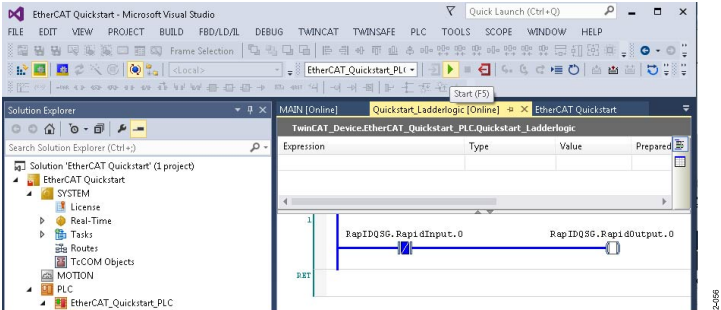 EtherCAT Quickstart - Microsoft Visual Studio
Quick Launch (Ctrl+Q)
FILE EDIT VIEW PROJECT BUILD FBD/LD/IL DEBUG TWINCAT TWINSAFE PLC TOOLS SCOPE WINDOW HELP
Frame Selection
<Local>
EtherCAT_Quickstart_PLC
Start (F5)
Solution Explorer
MAIN [Online] Quickstart_Ladderlogic [Online] EtherCAT Quickstart
TwinCAT_Device.EtherCAT_Quickstart_PLC.Quickstart_Ladderlogic
Search Solution Explorer (Ctrl+;)
Expression Type Value Prepared
Solution 'EtherCAT Quickstart' (1 project)
EtherCAT Quickstart
SYSTEM
License
Real-Time
Tasks
Routes
TcCOM Objects
MOTION
PLC
EtherCAT_Quickstart_PLC
1
RapIDQSG.RapidInput.0 RapIDQSG.RapidOutput.0
RET
2-056